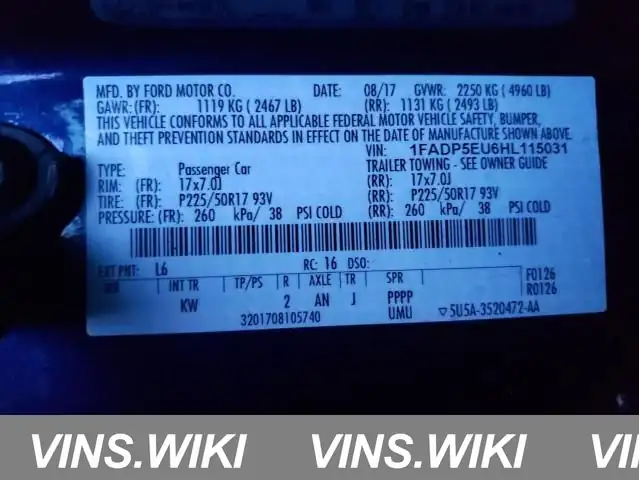 MFD. BY FORD MOTOR CO. DATE: 08/17 GVWR: 2250 KG ( 4960 LB)
GAWR: (FR): 1119 KG ( 2467 LB) (RR): 1131 KG ( 2493 LB)
THIS VEHICLE CONFORMS TO ALL APPLICABLE FEDERAL MOTOR VEHICLE SAFETY, BUMPER,
AND THEFT PREVENTION STANDARDS IN EFFECT ON THE DATE OF MANUFACTURE SHOWN ABOVE.
VIN: 1FADP5EU6HL115031
TYPE: Passenger Car TRAILER TOWING - SEE OWNER GUIDE
RIM: (FR): 17x7.0J (RR): 17x7.0J
TIRE: (FR): P225/50R17 93V (RR): P225/50R17 93V
PRESSURE: (FR): 260 kPa/ 38 PSI COLD (RR): 260 kPa/ 38 PSI COLD
EXT PNT: L6 RC: 16 DSO: F0126
INT TR TP/PS R AXLE TR SPR R0126
KW 2 AN J PPPP
3201708105740 UMU ▽ 5U5A-3520472-AA
VINS.WIKI VINS.WIKI VIN